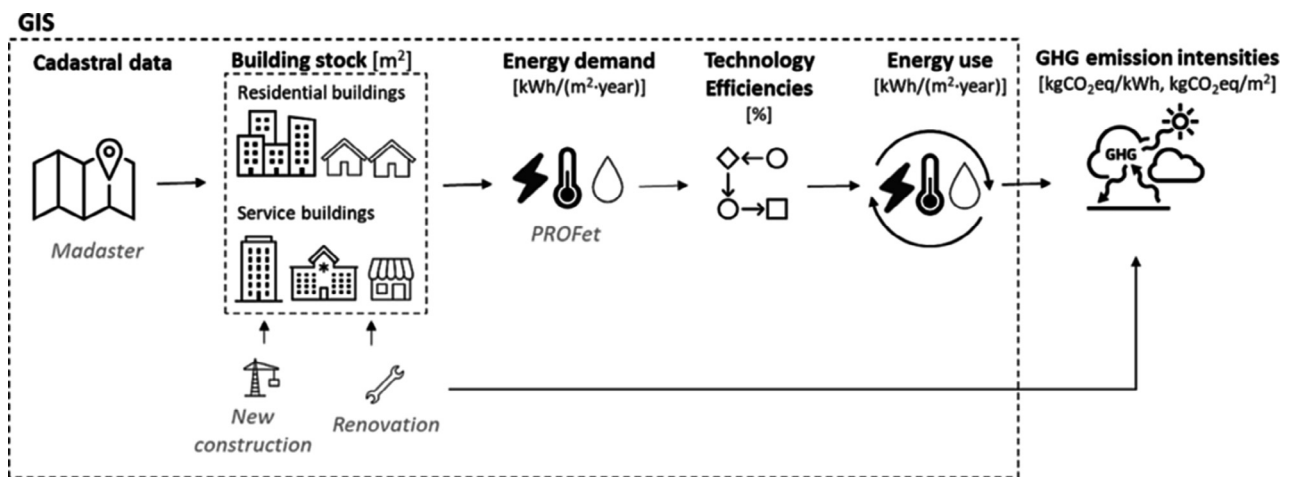 GIS
Cadastral data
Madaster
Building stock [m²]
Residential buildings
Service buildings
New
construction
Renovation
Energy demand
[kWh/(m²·year)]
PROFet
Technology
Efficiencies
[%]
Energy use
[kWh/(m²·year)]
GHG emission intensities
[kgCO₂eq/kWh, kgCO₂eq/m²]
GHG